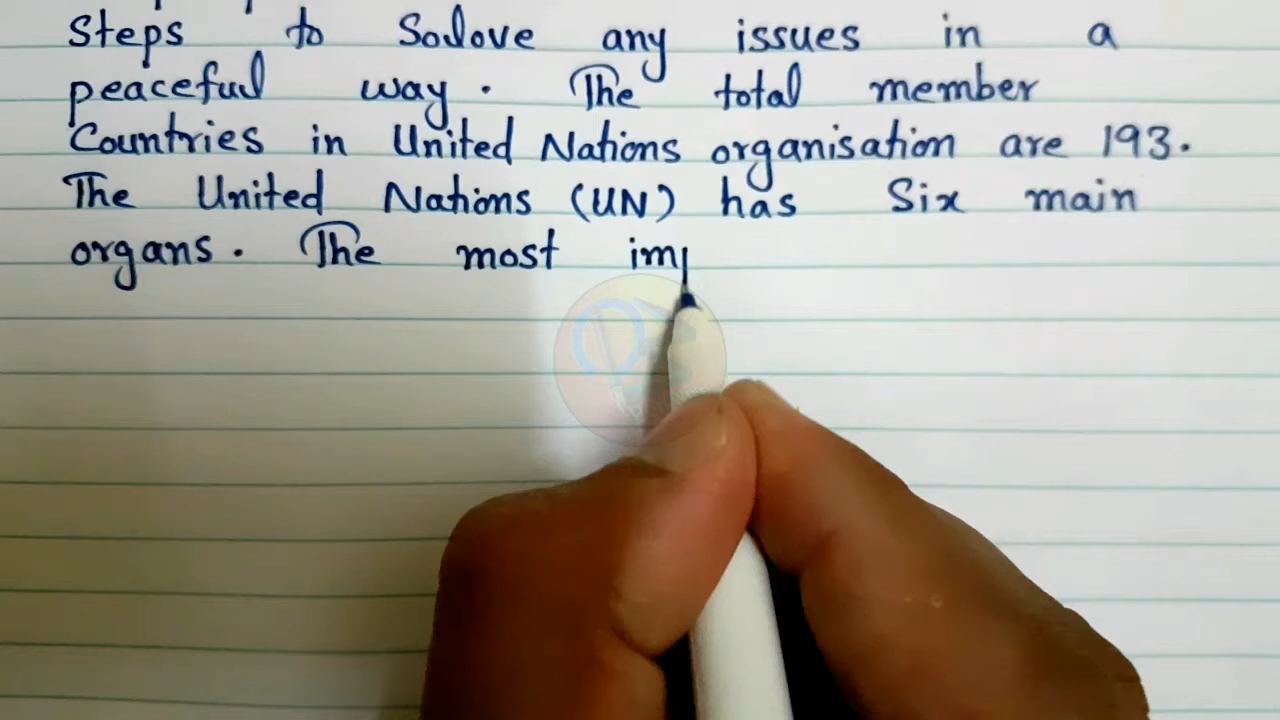 Steps to Solove any issues in a
peaceful way. The total member
Countries in United Nations organisation are 193.
The United Nations (UN) has Six main
organs. The most im